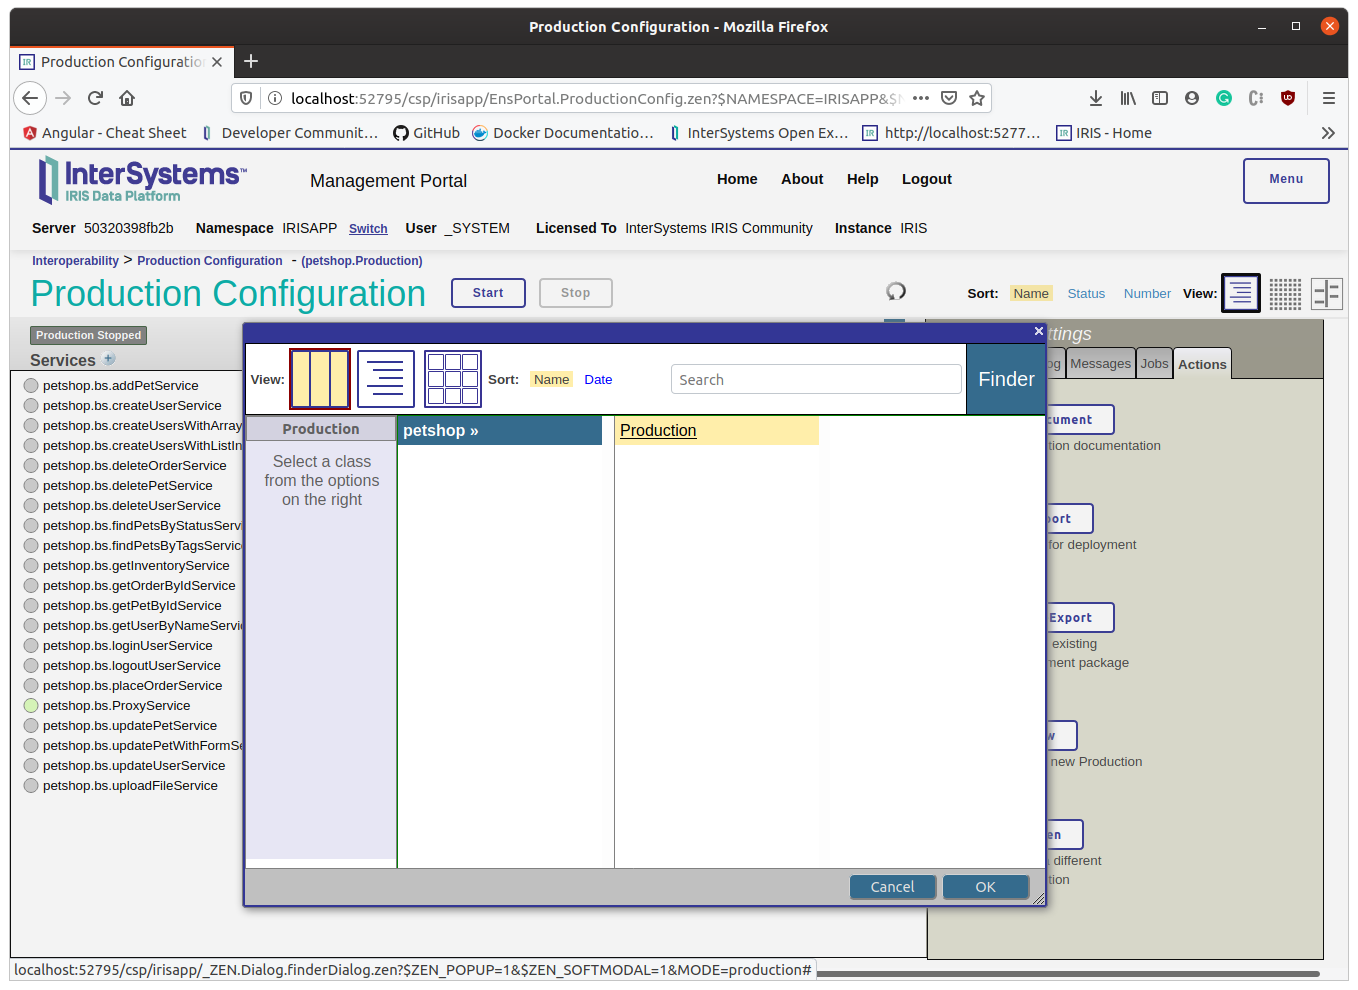 Production Configuration - Mozilla Firefox
Production Configuratio
localhost:52795/csp/irisapp/EnsPortal.ProductionConfig.zen?$NAMESPACE=IRISAPP&$N
Angular - Cheat Sheet Developer Communit… GitHub Docker Documentatio… InterSystems Open Ex… http://localhost:5277… IRIS - Home
InterSystems™
IRIS Data Platform
Management Portal
Home About Help Logout
Menu
Server 50320398fb2b Namespace IRISAPP Switch User _SYSTEM Licensed To InterSystems IRIS Community Instance IRIS
Interoperability > Production Configuration - (petshop.Production)
Production Configuration Start Stop
Sort: Name Status Number View:
Production Stopped
Services
petshop.bs.addPetService
petshop.bs.createUserService
petshop.bs.createUsersWithArray
petshop.bs.createUsersWithListIn
petshop.bs.deleteOrderService
petshop.bs.deletePetService
petshop.bs.deleteUserService
petshop.bs.findPetsByStatusServi
petshop.bs.findPetsByTagsServic
petshop.bs.getInventoryService
petshop.bs.getOrderByIdService
petshop.bs.getPetByIdService
petshop.bs.getUserByNameServi
petshop.bs.loginUserService
petshop.bs.logoutUserService
petshop.bs.placeOrderService
petshop.bs.ProxyService
petshop.bs.updatePetService
petshop.bs.updatePetWithFormSe
petshop.bs.updateUserService
petshop.bs.uploadFileService
View: Sort: Name Date
Search
Finder
Production
Select a class
from the options
on the right
petshop »
Production
Cancel OK
ttings
og Messages Jobs Actions
cument
tion documentation
ort
for deployment
Export
existing
ment package
w
new Production
en
different
tion
localhost:52795/csp/irisapp/_ZEN.Dialog.finderDialog.zen?$ZEN_POPUP=1&$ZEN_SOFTMODAL=1&MODE=production#